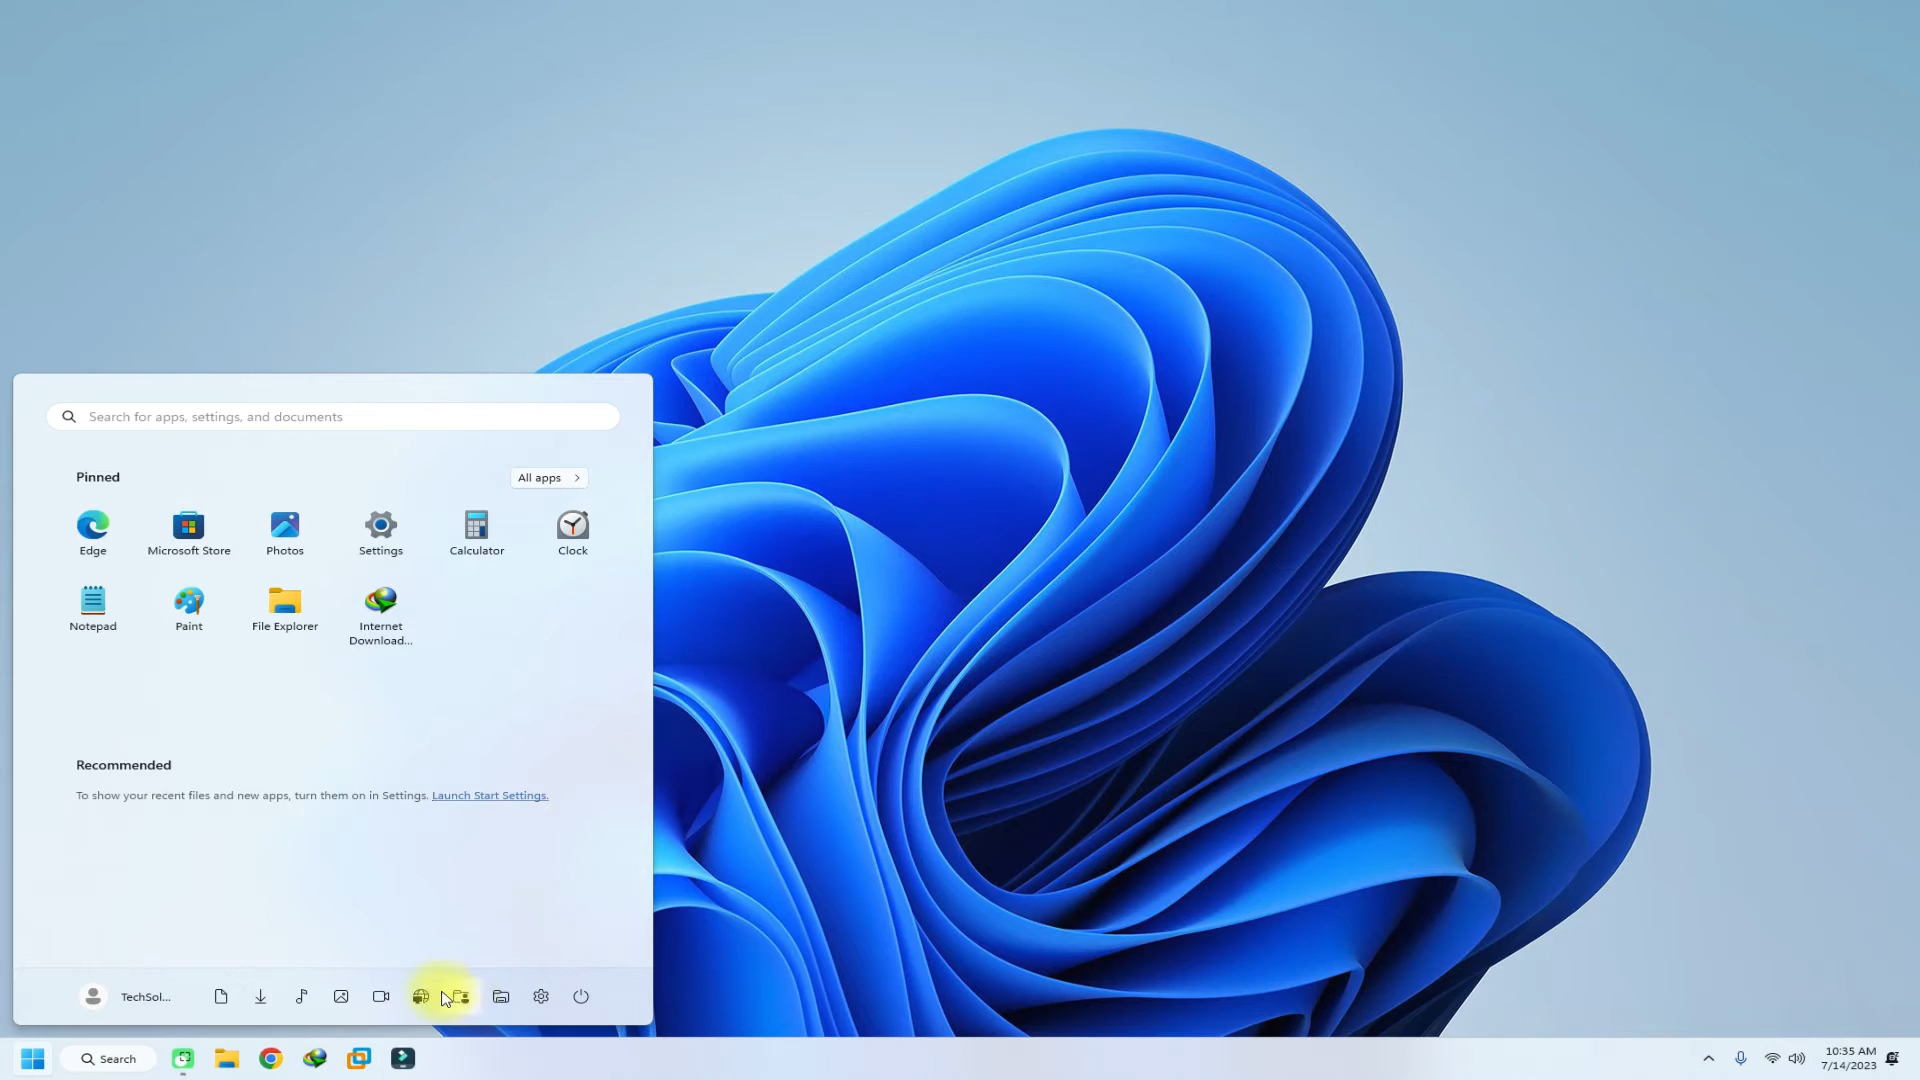 Search for apps, settings, and documents
Pinned
All apps
Edge
Microsoft Store
Photos
Settings
Calculator
Clock
Notepad
Paint
File Explorer
Internet
Download...
Recommended
To show your recent files and new apps, turn them on in Settings. Launch Start Settings.
TechSol...
Search
10:35 AM
7/14/2023